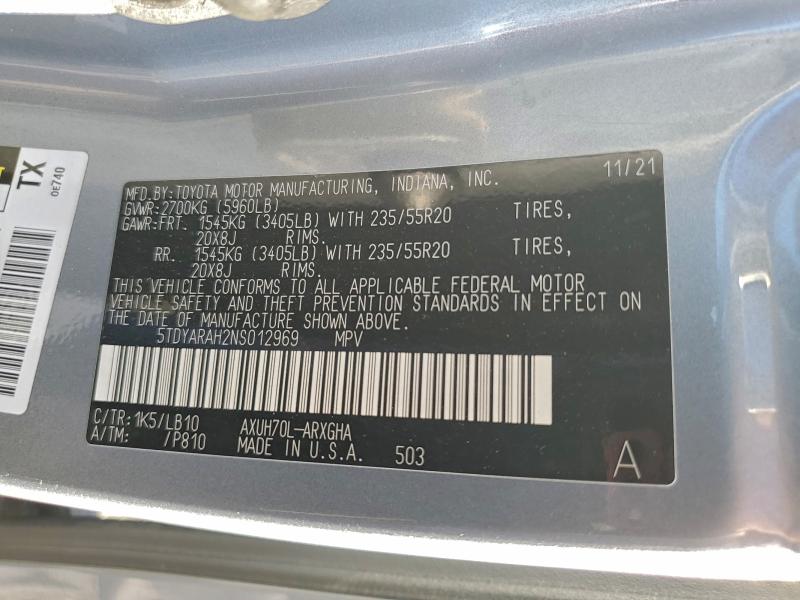 TX
OE740
MFD.BY:TOYOTA MOTOR MANUFACTURING, INDIANA, INC. 11/21
GVWR:2700KG (5960LB)
GAWR:FRT. 1545KG (3405LB) WITH 235/55R20 TIRES,
20X8J RIMS.
RR. 1545KG (3405LB) WITH 235/55R20 TIRES,
20X8J RIMS.
THIS VEHICLE CONFORMS TO ALL APPLICABLE FEDERAL MOTOR
VEHICLE SAFETY AND THEFT PREVENTION STANDARDS IN EFFECT ON
THE DATE OF MANUFACTURE SHOWN ABOVE.
5TDYARAH2NS012969 MPV
C/TR:1K5/LB10 AXUH70L-ARXGHA
A/TM: /P810 MADE IN U.S.A. 503
A